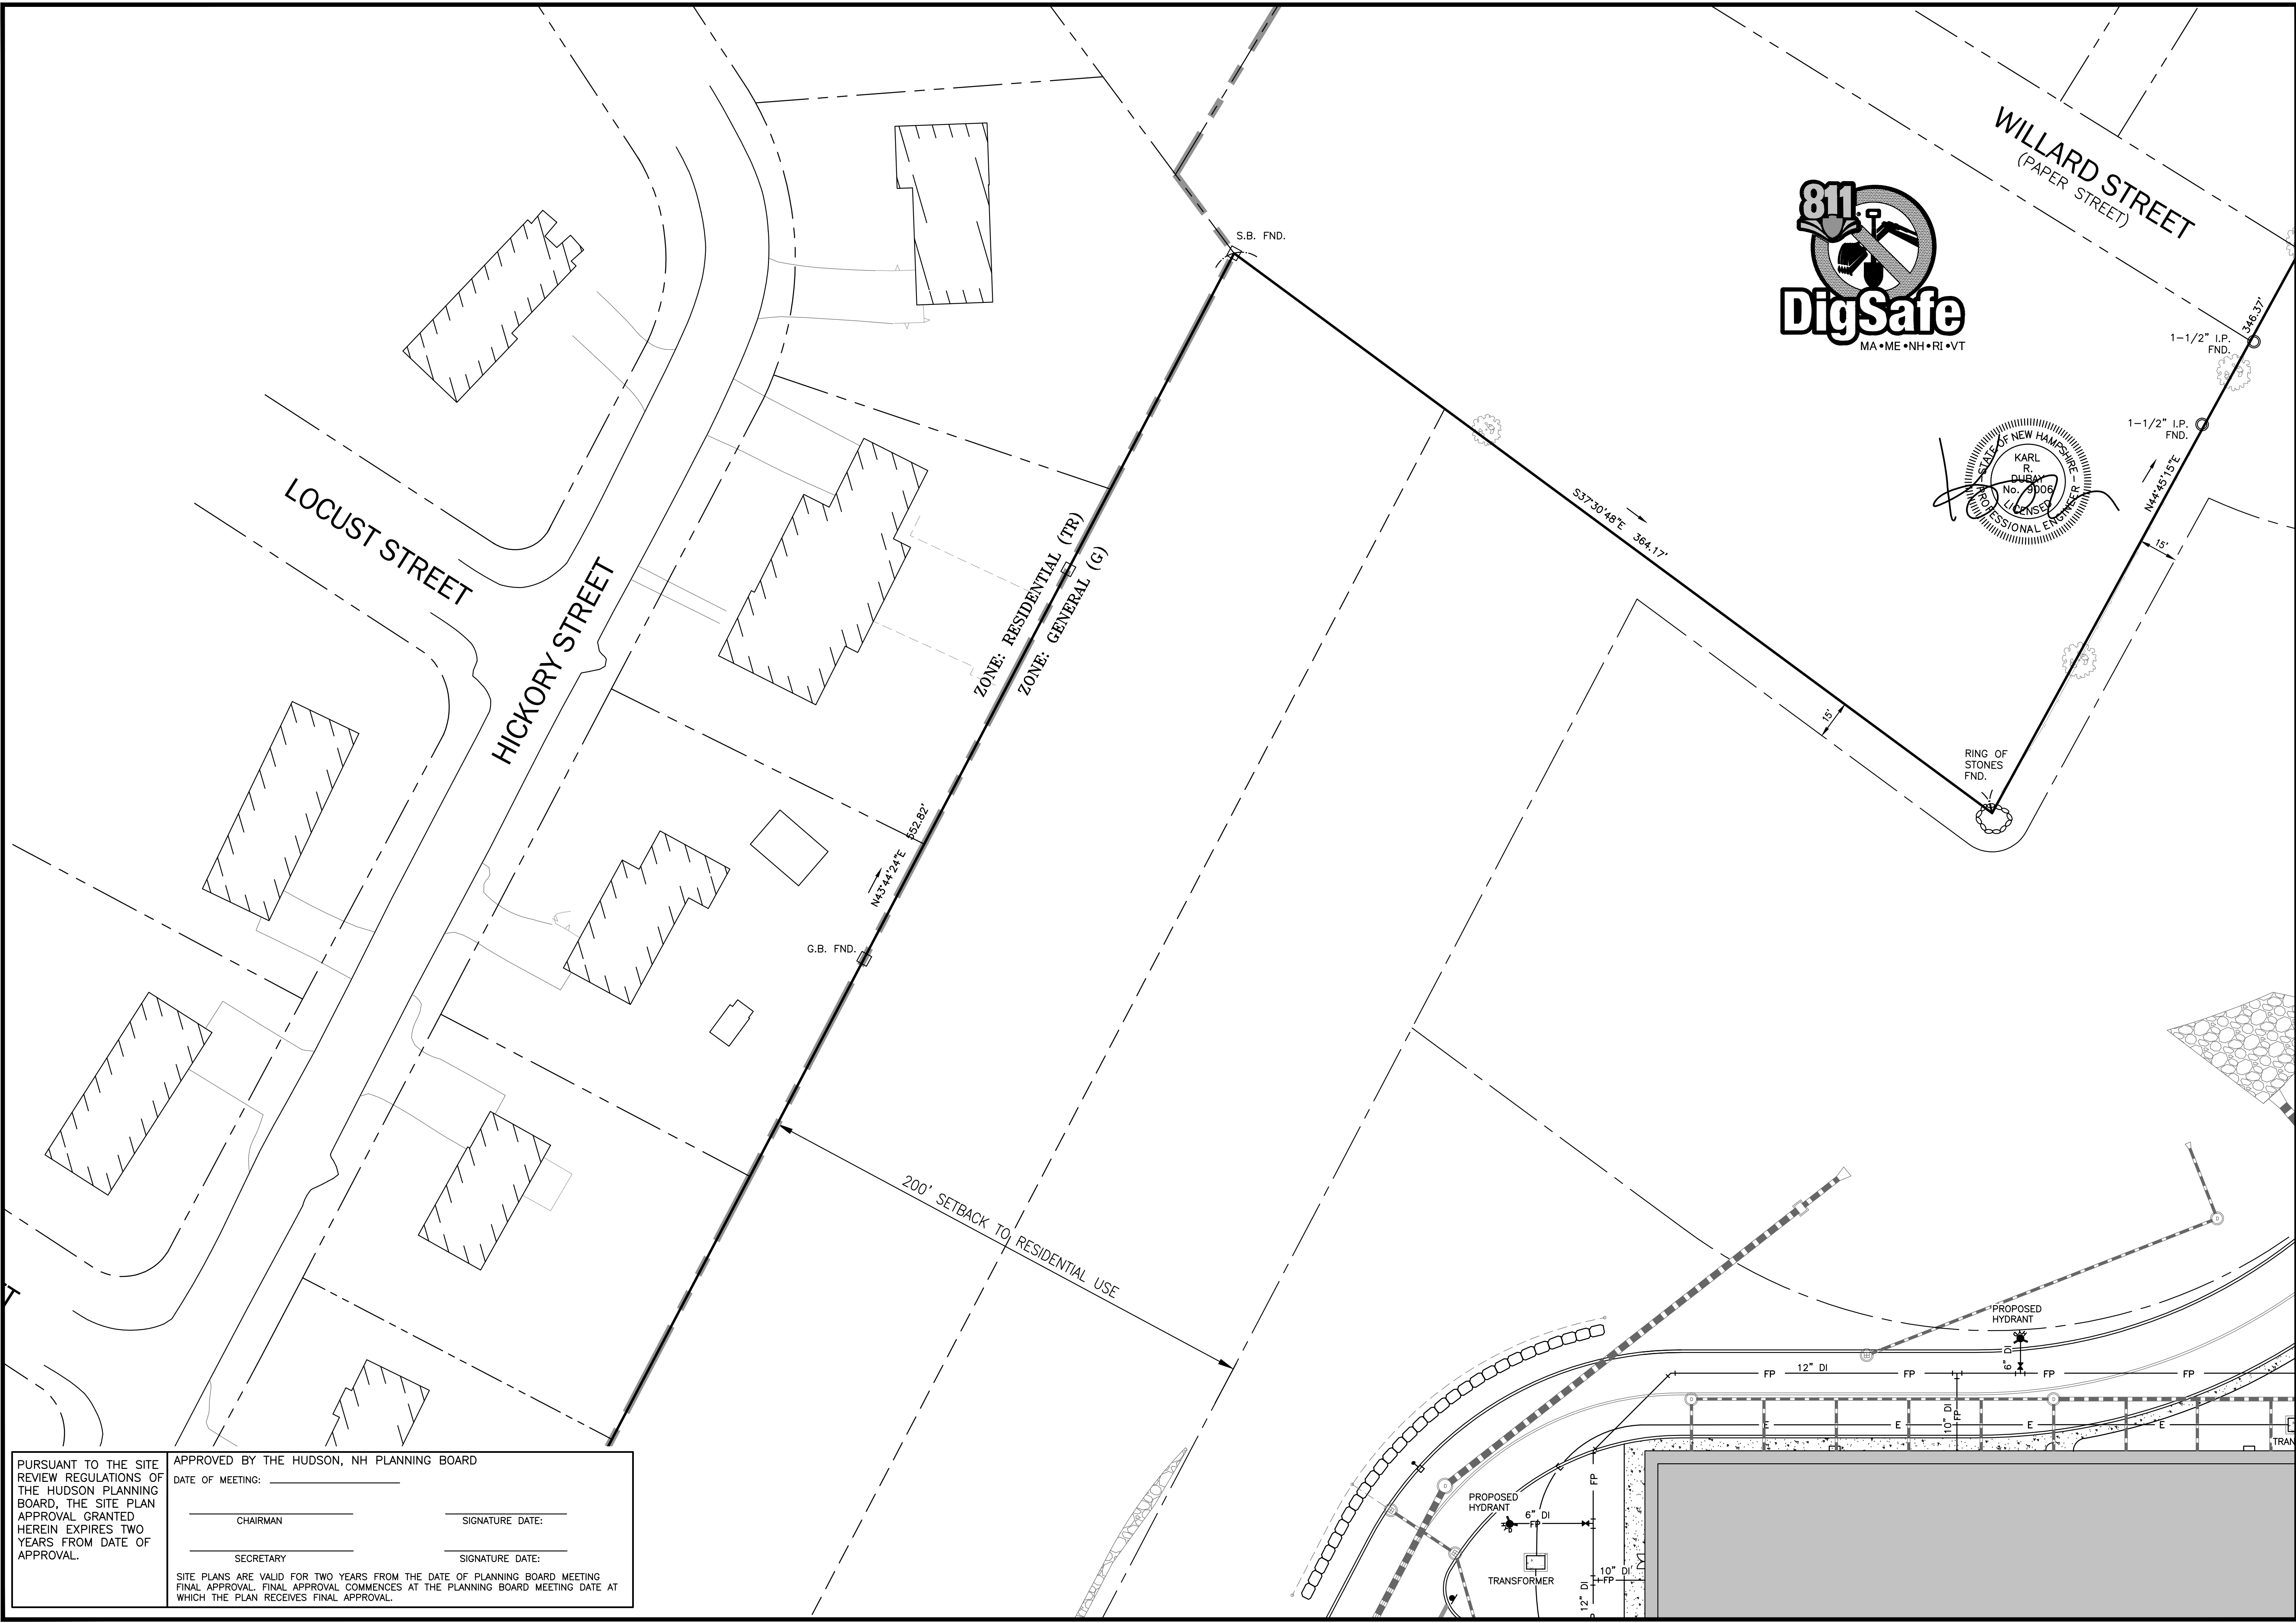 WILLARD STREET
(PAPER STREET)
811
DigSafe
MA•ME•NH•RI•VT
S.B. FND.
346.37'
1-1/2" I.P.
FND.
1-1/2" I.P.
FND.
STATE OF NEW HAMPSHIRE
KARL
R.
DUBAY
No. 9006
LICENSED
PROFESSIONAL ENGINEER
N44°45'15"E
15'
S37°30'48"E
364.17'
LOCUST STREET
HICKORY STREET
ZONE: RESIDENTIAL (TR)
ZONE: GENERAL (G)
15'
RING OF
STONES
FND.
N43°44'24"E
552.82'
G.B. FND.
200' SETBACK TO RESIDENTIAL USE
T
PROPOSED
HYDRANT
6" DI
FP
12" DI
FP
FP
FP
FP
10" DI
FP
E
E
E
E
TRAN
PROPOSED
HYDRANT
6" DI
FP
FP
TRANSFORMER
10" DI
FP
12" DI
PURSUANT TO THE SITE
REVIEW REGULATIONS OF
THE HUDSON PLANNING
BOARD, THE SITE PLAN
APPROVAL GRANTED
HEREIN EXPIRES TWO
YEARS FROM DATE OF
APPROVAL.
APPROVED BY THE HUDSON, NH PLANNING BOARD
DATE OF MEETING:
CHAIRMAN
SIGNATURE DATE:
SECRETARY
SIGNATURE DATE:
SITE PLANS ARE VALID FOR TWO YEARS FROM THE DATE OF PLANNING BOARD MEETING
FINAL APPROVAL. FINAL APPROVAL COMMENCES AT THE PLANNING BOARD MEETING DATE AT
WHICH THE PLAN RECEIVES FINAL APPROVAL.